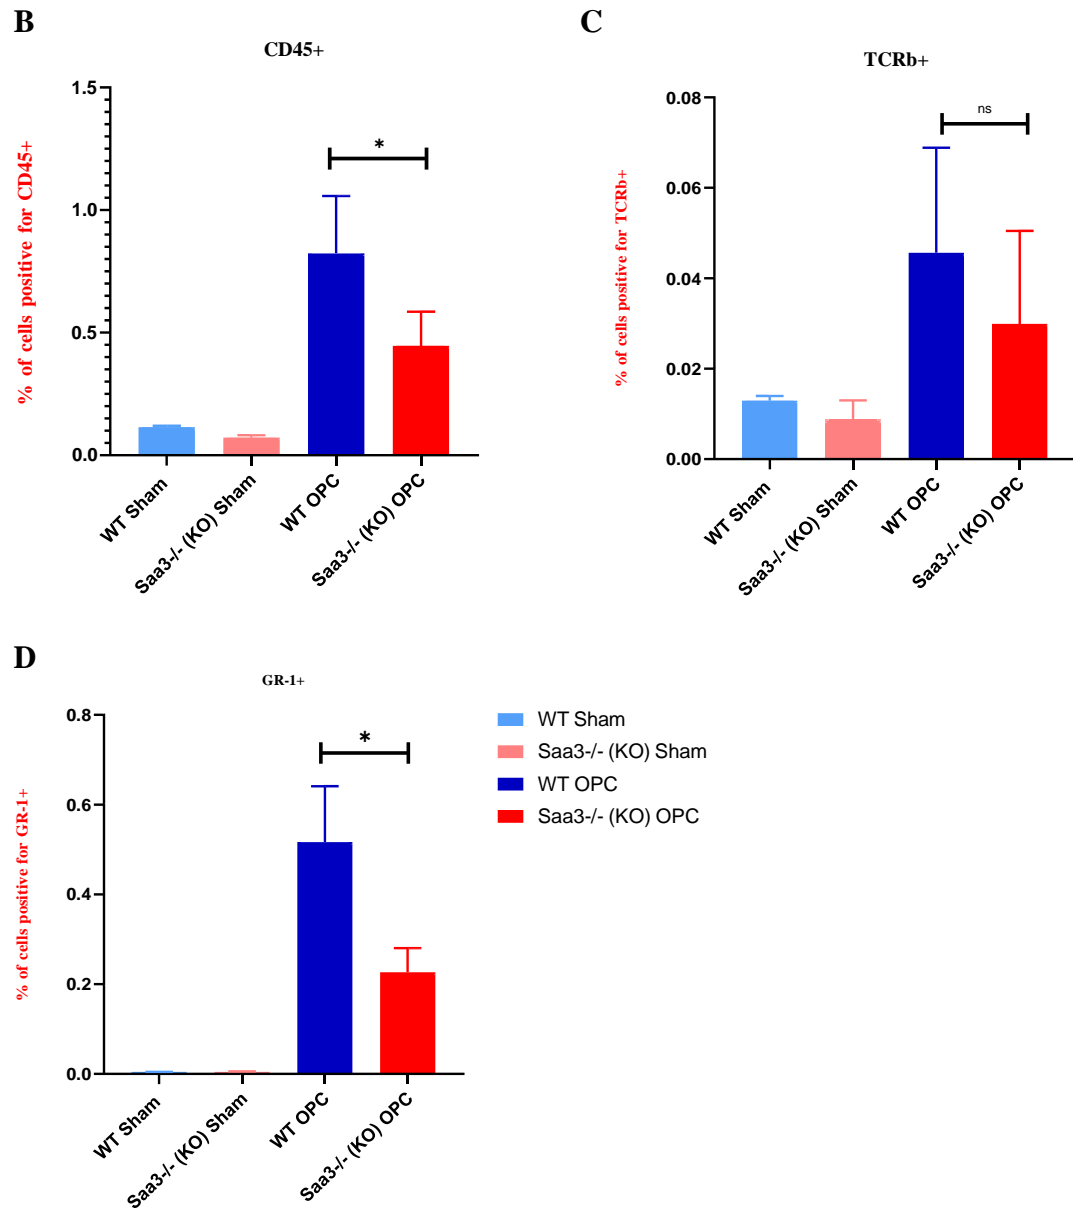 B
CD45+
% of cells positive for CD45+
1.5
1.0
0.5
0.0
*
WT Sham
Saa3-/- (KO) Sham
WT OPC
Saa3-/- (KO) OPC
C
TCRb+
% of cells positive for TCRb+
0.08
0.06
0.04
0.02
0.00
ns
WT Sham
Saa3-/- (KO) Sham
WT OPC
Saa3-/- (KO) OPC
D
GR-1+
% of cells positive for GR-1+
0.8
0.6
0.4
0.2
0.0
*
WT Sham
Saa3-/- (KO) Sham
WT OPC
Saa3-/- (KO) OPC
WT Sham
Saa3-/- (KO) Sham
WT OPC
Saa3-/- (KO) OPC